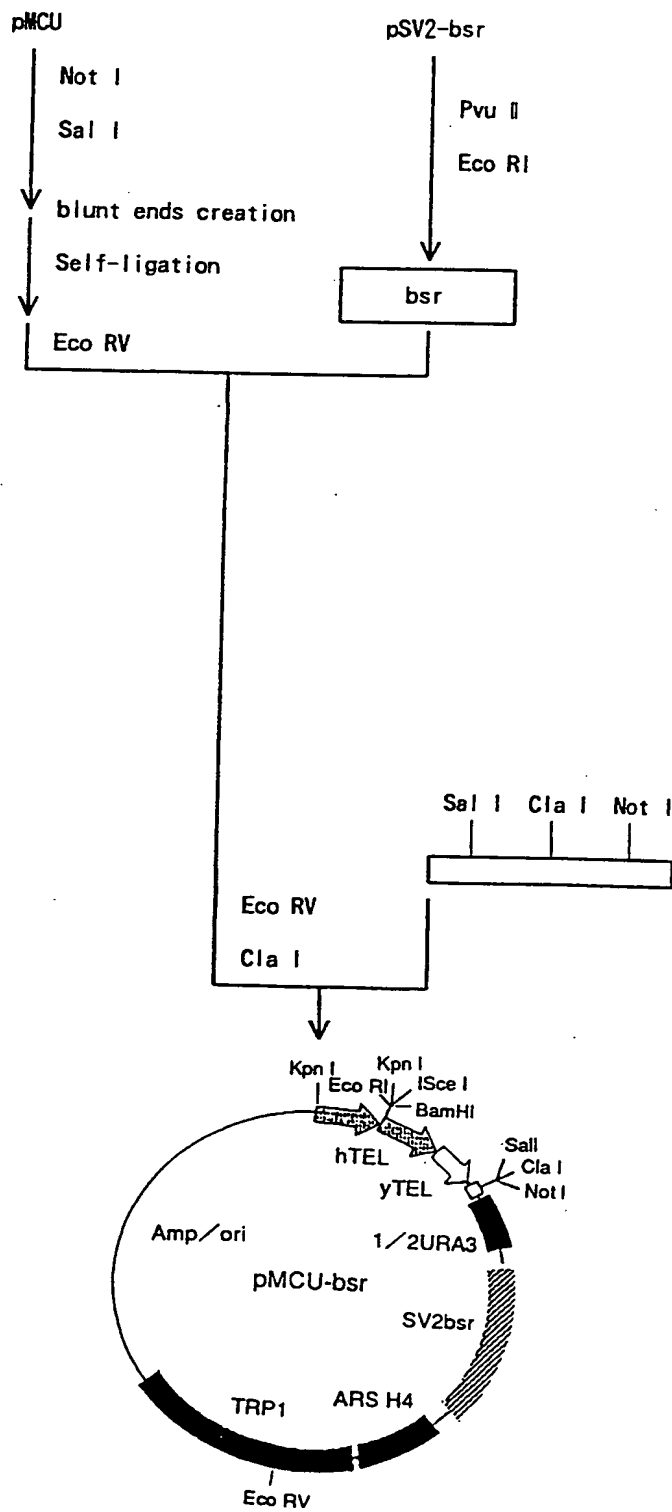 pMCU
pSV2-bsr
Not I
Sal I
Pvu II
Eco RI
blunt ends creation
Self-ligation
bsr
Eco RV
Sal I Cla I Not I
Eco RV
Cla I
Kpn I
Eco RI
Kpn I
ISce I
BamHI
hTEL
yTEL
SalI
Cla I
Not I
1/2URA3
Amp/ori
pMCU-bsr
SV2bsr
TRP1
ARS H4
Eco RV